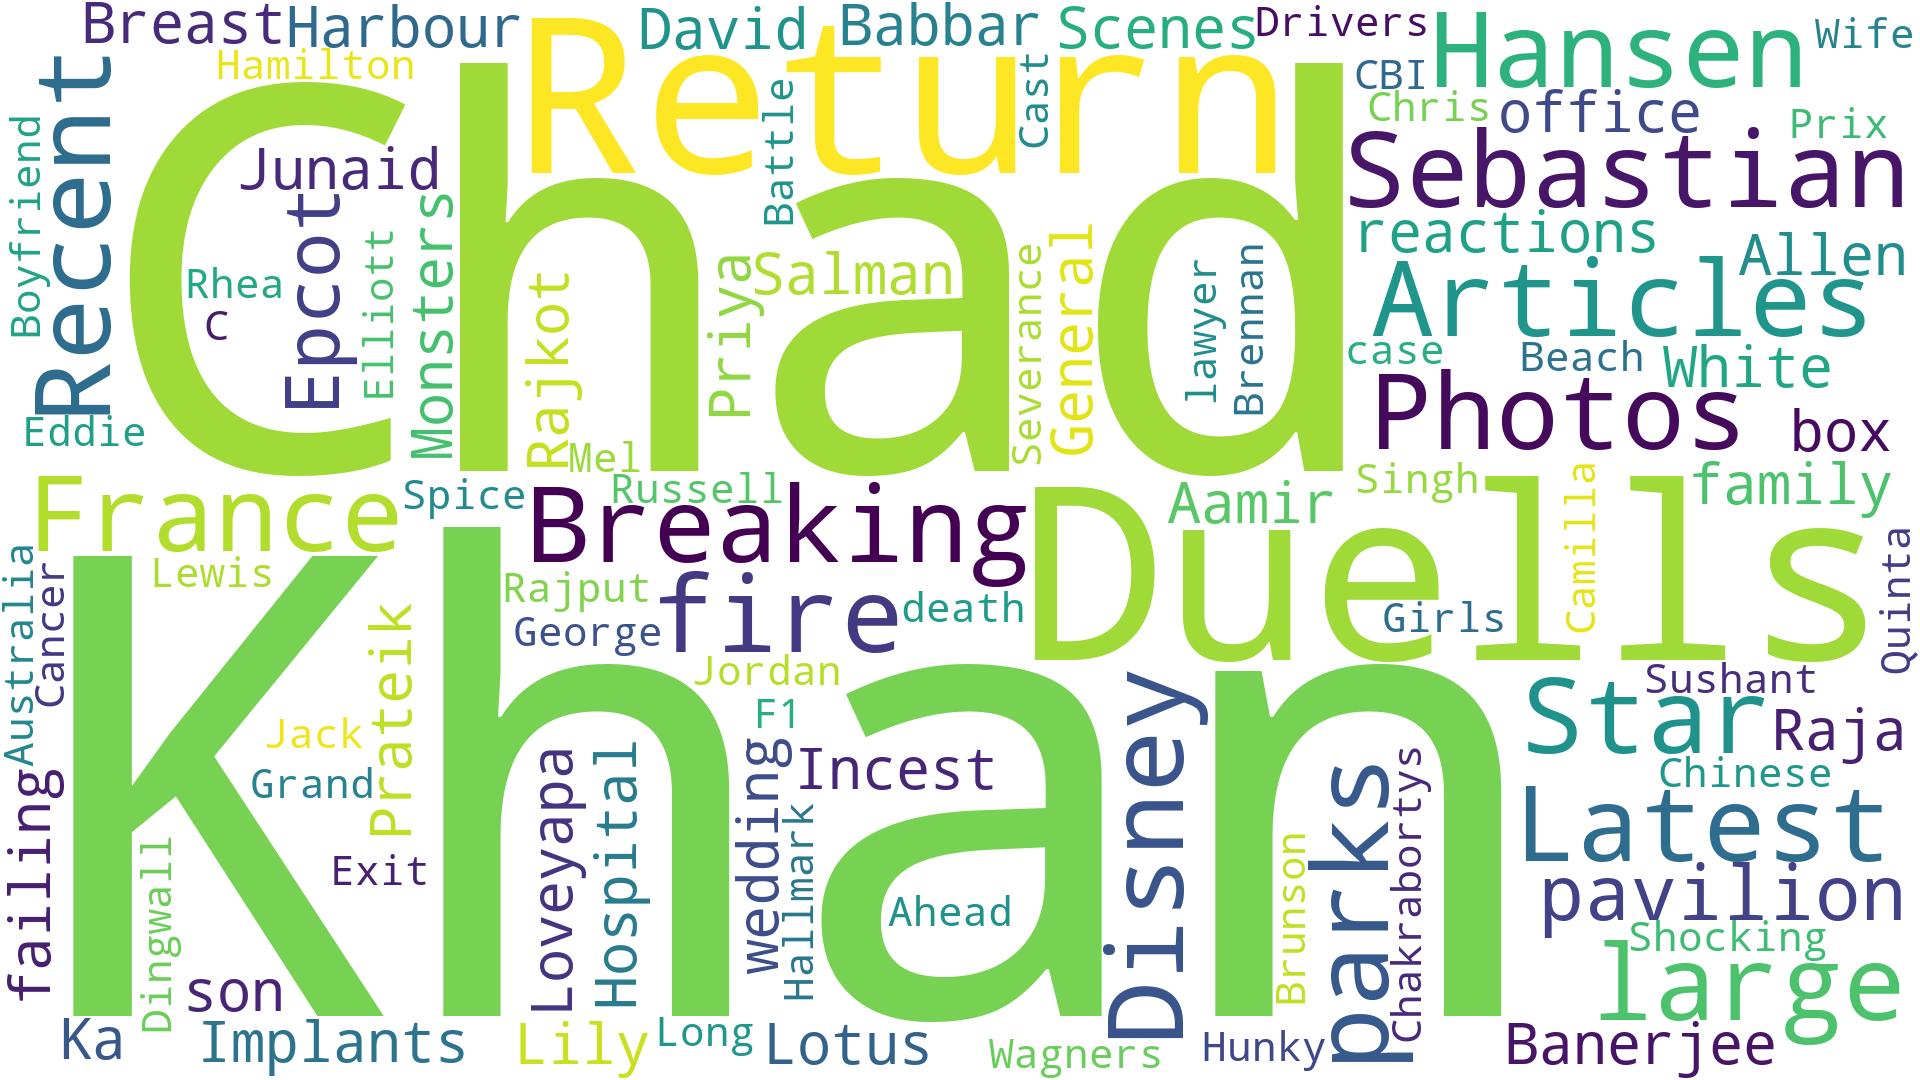 Breast
Harbour
David
Babbar
Scenes
Drivers
Hansen
Wife
Hamilton
Return
Cast
CBI
Chris
office
Prix
Recent
Boyfriend
Chad
Junaid
Battle
Sebastian
Epcot
Elliott
Monsters
Rhea
C
Rajkot
Priya
Salman
Severance
General
lawyer
Brennan
reactions
Allen
Articles
case
Beach
White
Eddie
Mel
Photos
box
France
Spice
Russell
Breaking
Aamir
Singh
Duells
Camilla
family
Quinta
Australia
Cancer
Lewis
Rajput
fire
death
George
Girls
Khan
Prateik
Jordan
F1
Disney
Sushant
Star
Raja
Jack
Grand
Loveyapa
Hospital
wedding
Incest
Hallmark
parks
Chakrabortys
Chinese
Latest
failing
Dingwall
Exit
Ahead
Brunson
pavilion
Shocking
son
large
Ka
Implants
Lily
Long
Lotus
Wagners
Hunky
Banerjee